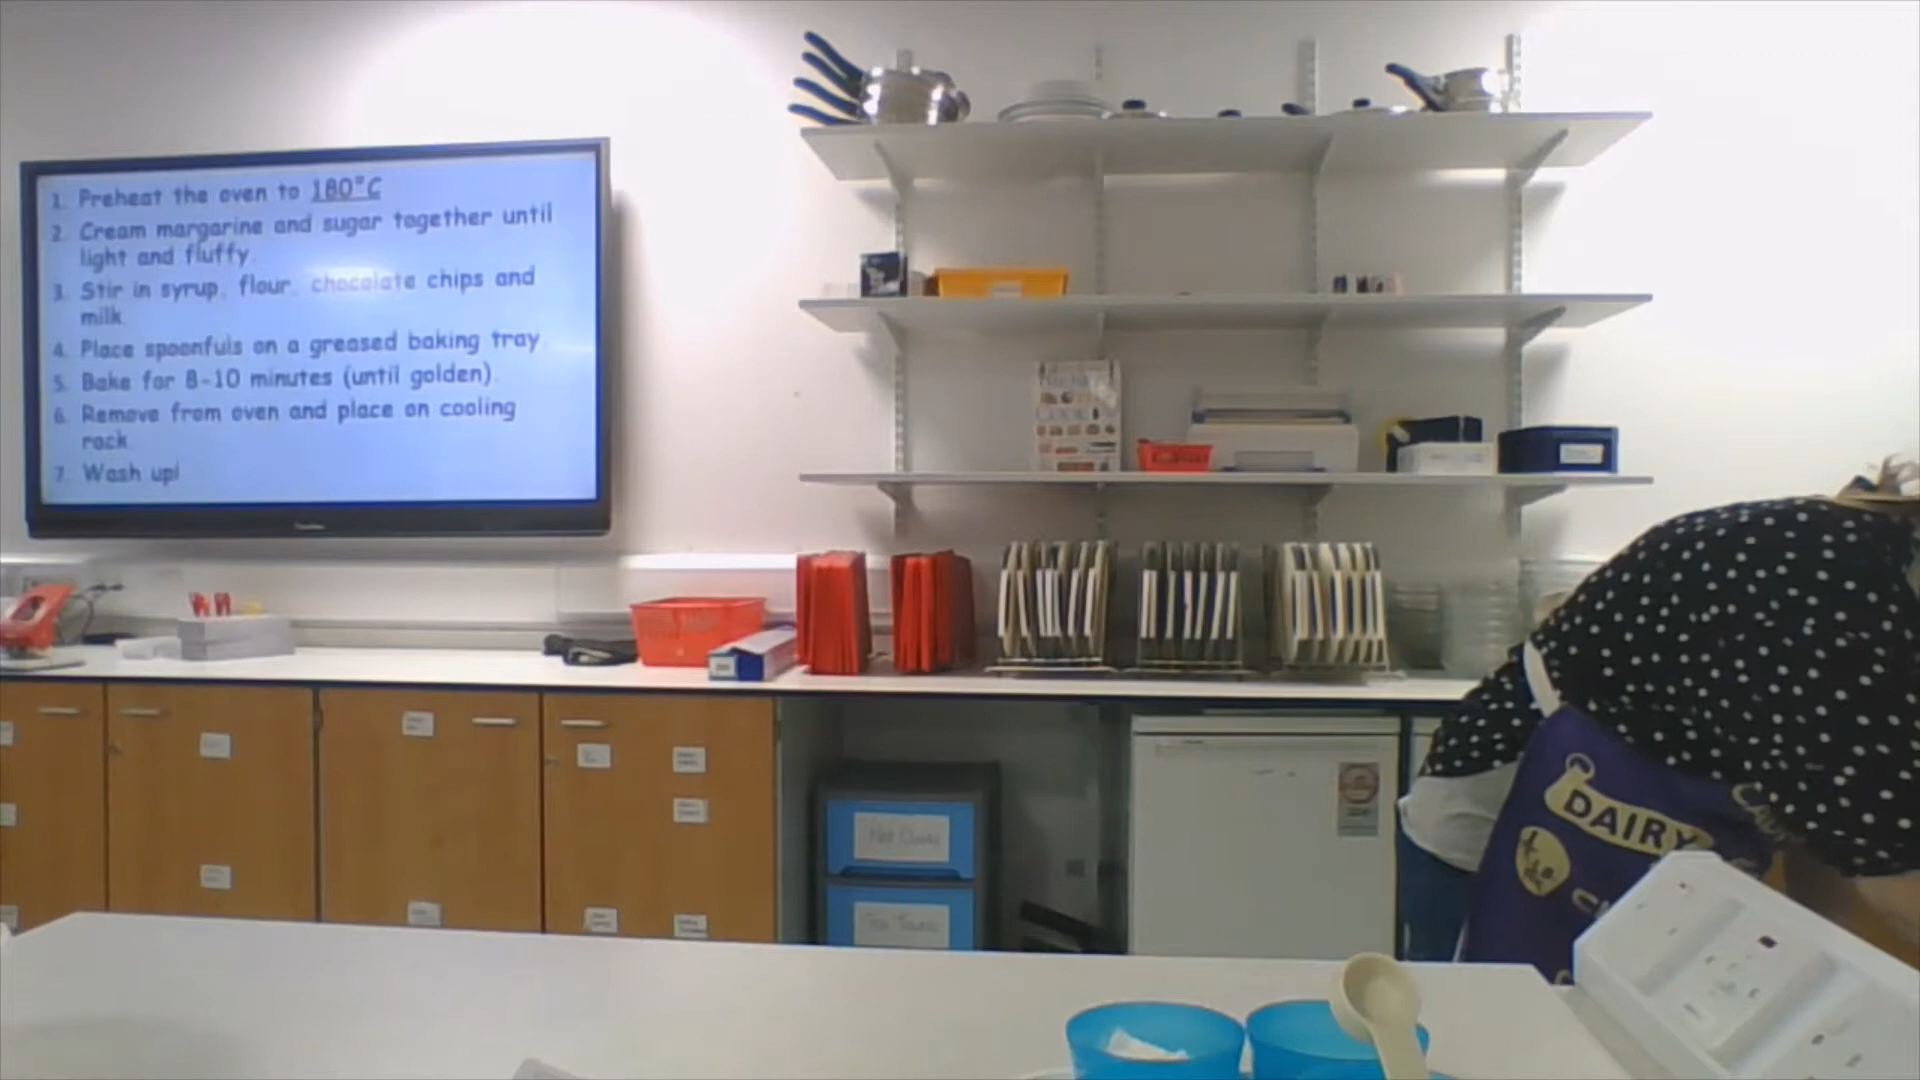 1. Preheat the oven to 180°C
2. Cream margarine and sugar together until
light and fluffy.
3. Stir in syrup, flour, chocolate chips and
milk.
4. Place spoonfuls on a greased baking tray.
5. Bake for 8-10 minutes (until golden).
6. Remove from oven and place on cooling
rack.
7. Wash up!
DAIRY